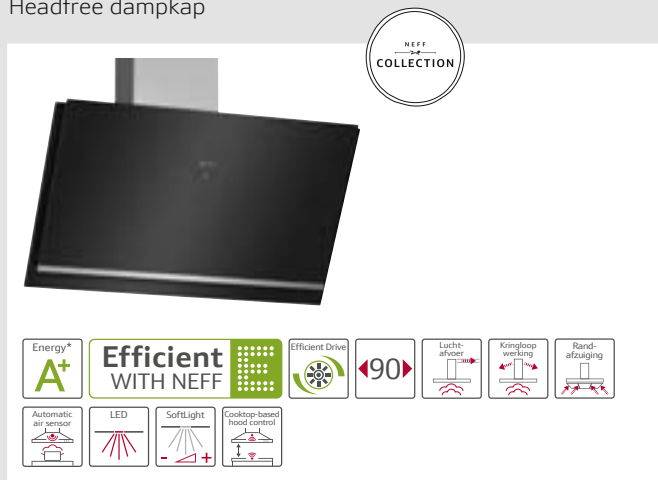 Headfree dampkap
NEFF
COLLECTION
Energy*
A+
Efficient
WITH NEFF
E
Efficient Drive
90
Lucht-
afvoer
Kringloop
werking
Rand-
afzuiging
Automatic
air sensor
LED
SoftLight
- +
Cooktop-based
hood control